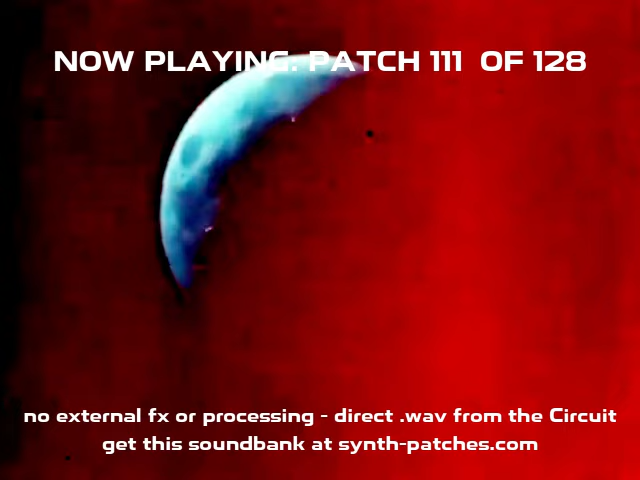 NOW PLAYING: PATCH 111 OF 128
no external fx or processing - direct .wav from the Circuit
get this soundbank at synth-patches.com